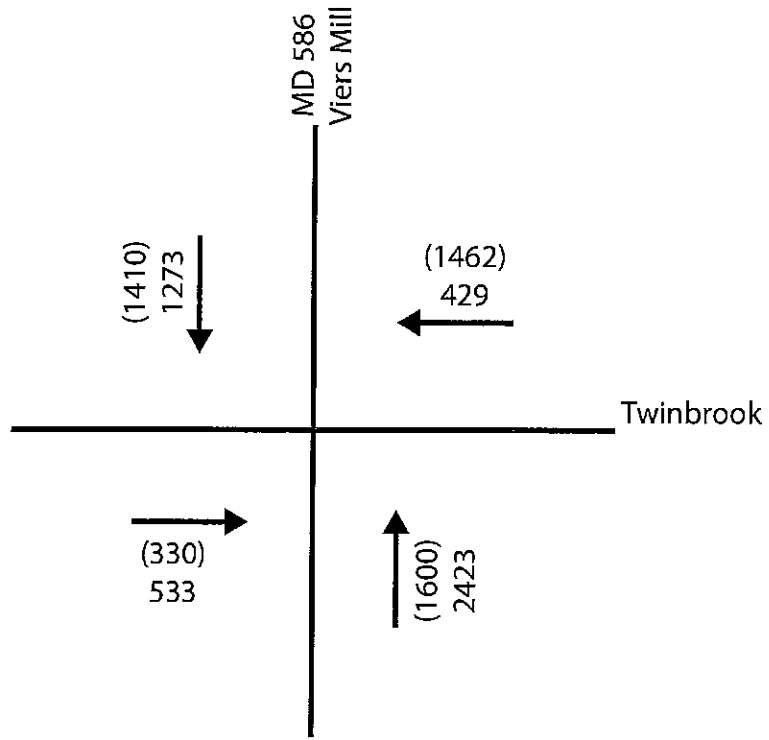 MD 586
Viers Mill
(1410)
1273
(1462)
429
Twinbrook
(330)
533
(1600)
2423